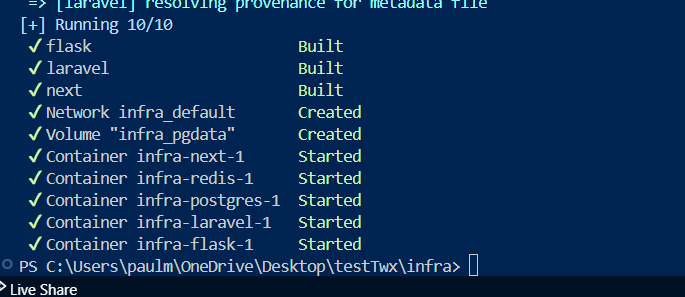 => [laravel] resolving provenance for metadata file
[+] Running 10/10
✔ flask Built
✔ laravel Built
✔ next Built
✔ Network infra_default Created
✔ Volume "infra_pgdata" Created
✔ Container infra-next-1 Started
✔ Container infra-redis-1 Started
✔ Container infra-postgres-1 Started
✔ Container infra-laravel-1 Started
✔ Container infra-flask-1 Started
PS C:\Users\paulm\OneDrive\Desktop\testTwx\infra>
Live Share